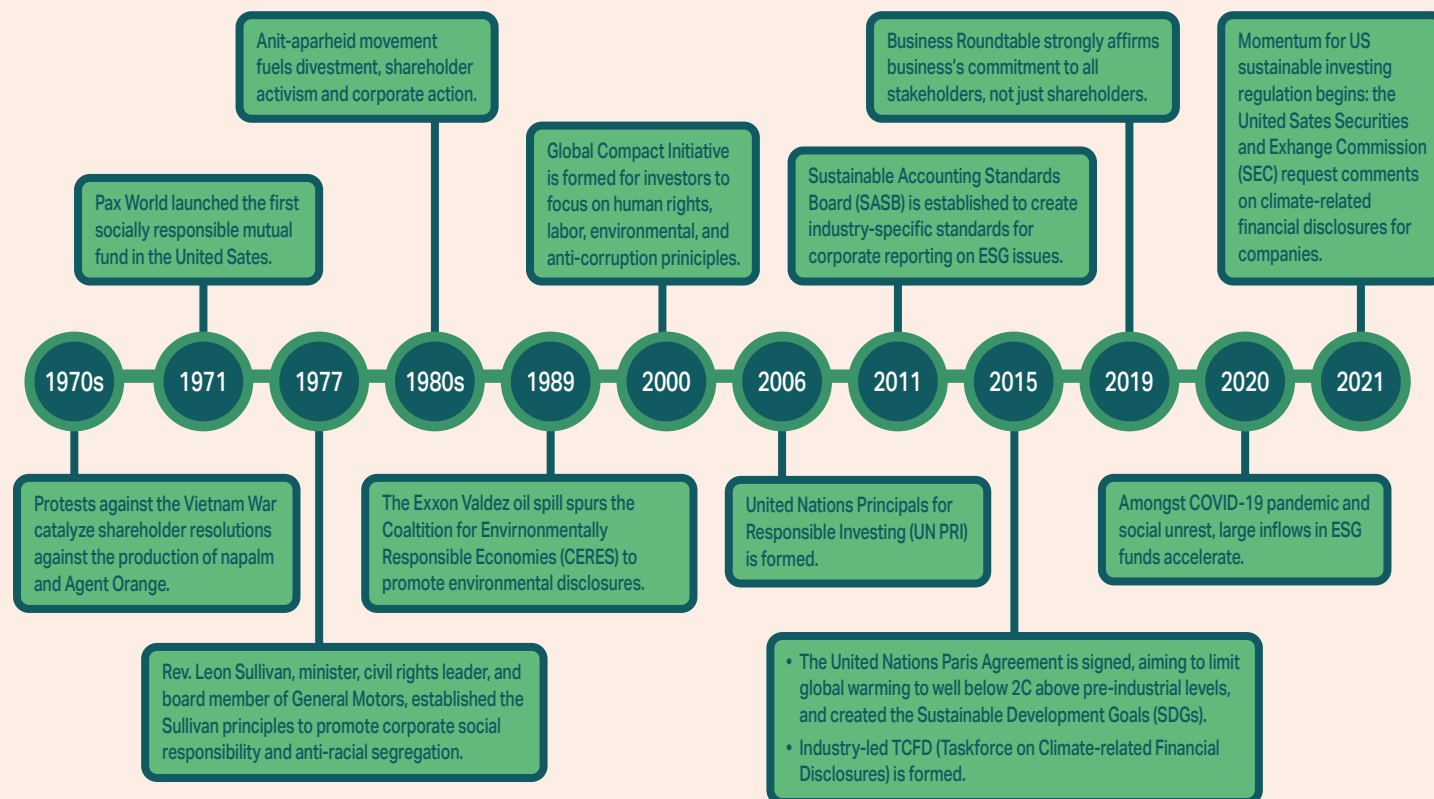 Anit-aparheid movement
fuels divestment, shareholder
activism and corporate action.
Business Roundtable strongly affirms
business's commitment to all
stakeholders, not just shareholders.
Momentum for US
sustainable investing
regulation begins: the
United Sates Securities
and Exhange Commission
(SEC) request comments
on climate-related
financial disclosures for
companies.
Global Compact Initiative
is formed for investors to
focus on human rights,
labor, environmental, and
anti-corruption priniciples.
Sustainable Accounting Standards
Board (SASB) is established to create
industry-specific standards for
corporate reporting on ESG issues.
Pax World launched the first
socially responsible mutual
fund in the United Sates.
1970s
1971
1977
1980s
1989
2000
2006
2011
2015
2019
2020
2021
Protests against the Vietnam War
catalyze shareholder resolutions
against the production of napalm
and Agent Orange.
The Exxon Valdez oil spill spurs the
Coaltition for Envirnonmentally
Responsible Economies (CERES) to
promote environmental disclosures.
United Nations Principals for
Responsible Investing (UN PRI)
is formed.
Amongst COVID-19 pandemic and
social unrest, large inflows in ESG
funds accelerate.
Rev. Leon Sullivan, minister, civil rights leader, and
board member of General Motors, established the
Sullivan principles to promote corporate social
responsibility and anti-racial segregation.
• The United Nations Paris Agreement is signed, aiming to limit
global warming to well below 2C above pre-industrial levels,
and created the Sustainable Development Goals (SDGs).
• Industry-led TCFD (Taskforce on Climate-related Financial
Disclosures) is formed.